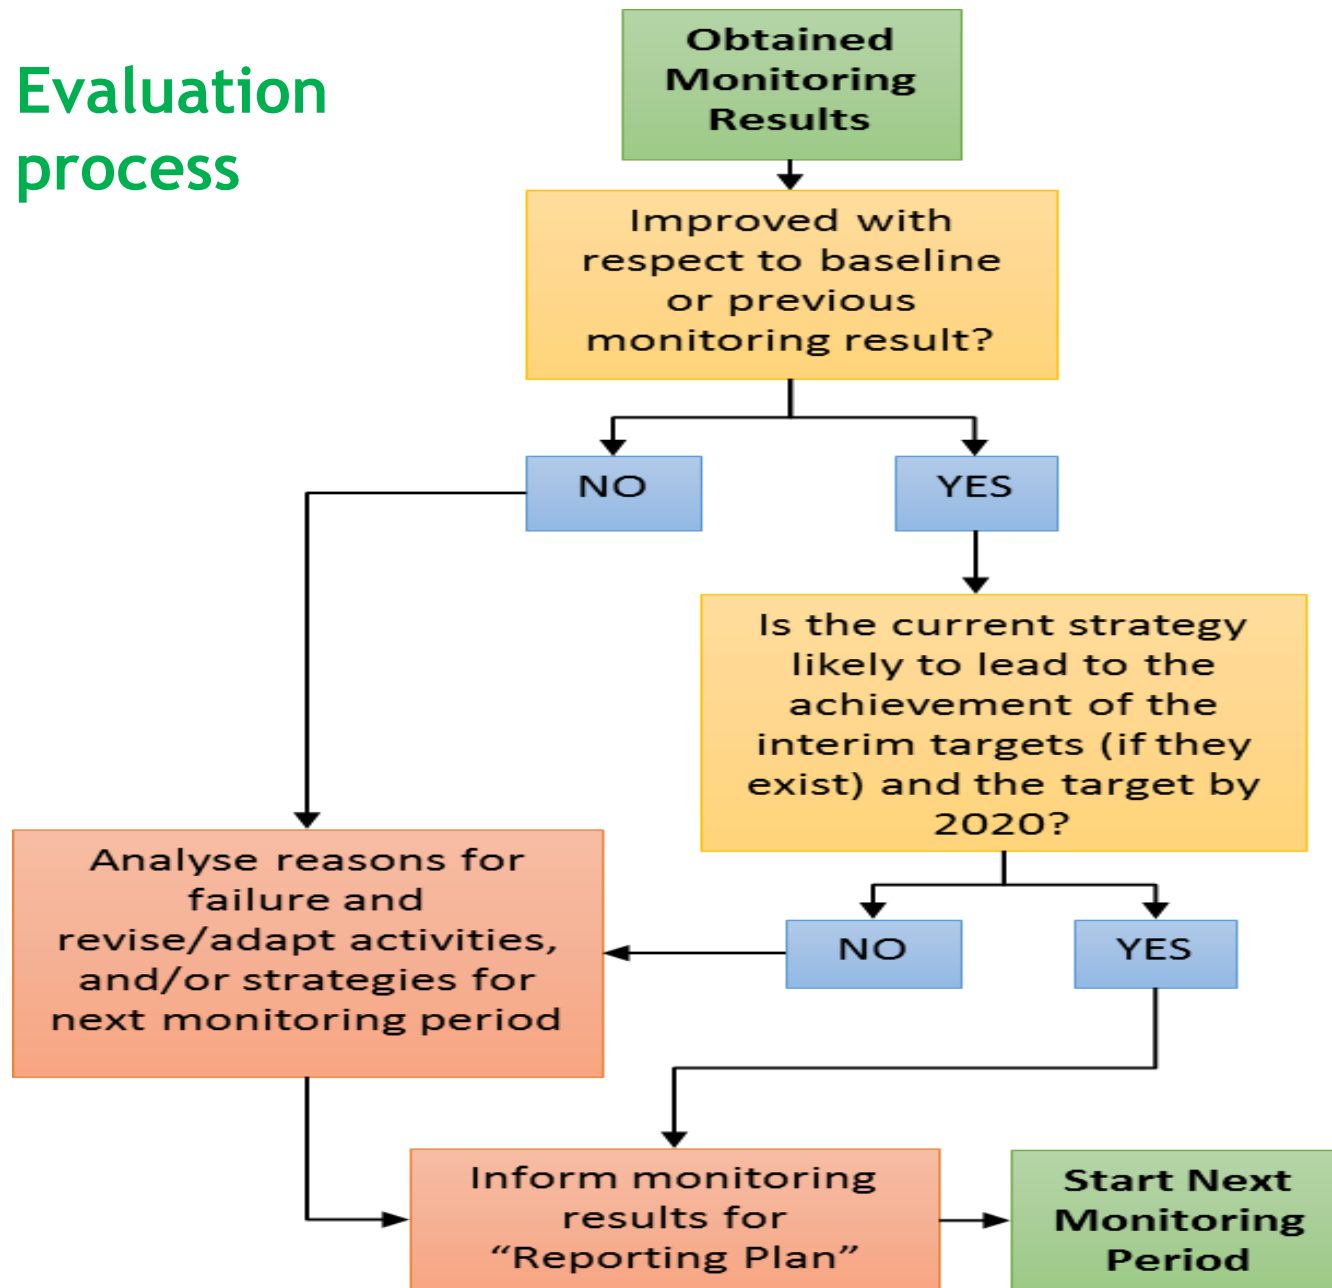 Evaluation
process
Obtained
Monitoring
Results
Improved with
respect to baseline
or previous
monitoring result?
NO
YES
Is the current strategy
likely to lead to the
achievement of the
interim targets (if they
exist) and the target by
2020?
Analyse reasons for
failure and
revise/adapt activities,
and/or strategies for
next monitoring period
NO
YES
Inform monitoring
results for
“Reporting Plan”
Start Next
Monitoring
Period